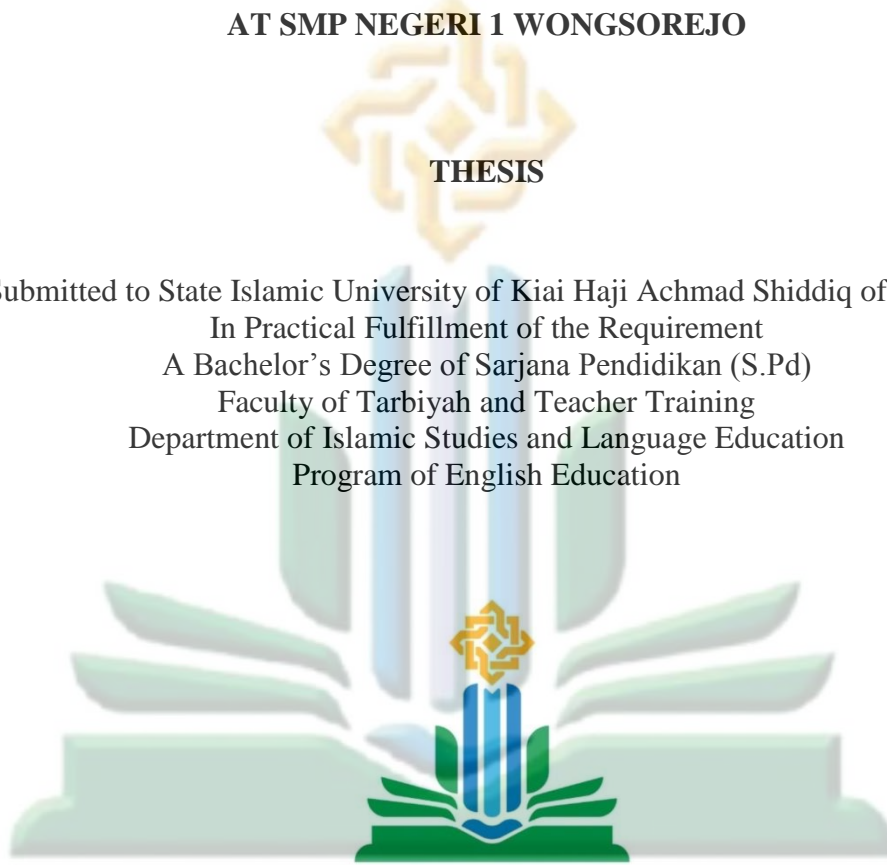 AT SMP NEGERI 1 WONGSOREJO
THESIS
Submitted to State Islamic University of Kiai Haji Achmad Shiddiq of
In Practical Fulfillment of the Requirement
A Bachelor’s Degree of Sarjana Pendidikan (S.Pd)
Faculty of Tarbiyah and Teacher Training
Department of Islamic Studies and Language Education
Program of English Education